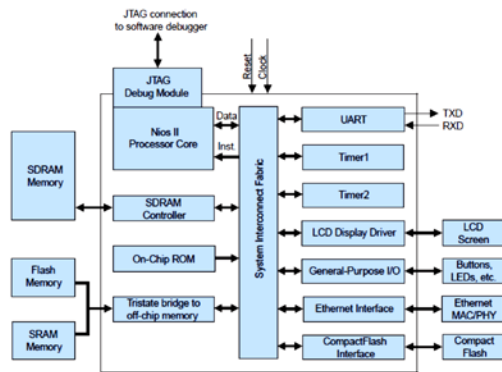 JTAG connection
to software debugger
Reset
Clock
JTAG
Debug Module
Nios II
Processor Core
Data
Inst.
System Interconnect Fabric
UART
TXD
RXD
Timer1
Timer2
SDRAM
Memory
SDRAM
Controller
LCD Display Driver
LCD
Screen
On-Chip ROM
General-Purpose I/O
Buttons,
LEDs, etc.
Flash
Memory
SRAM
Memory
Tristate bridge to
off-chip memory
Ethernet Interface
Ethernet
MAC/PHY
CompactFlash
Interface
Compact
Flash